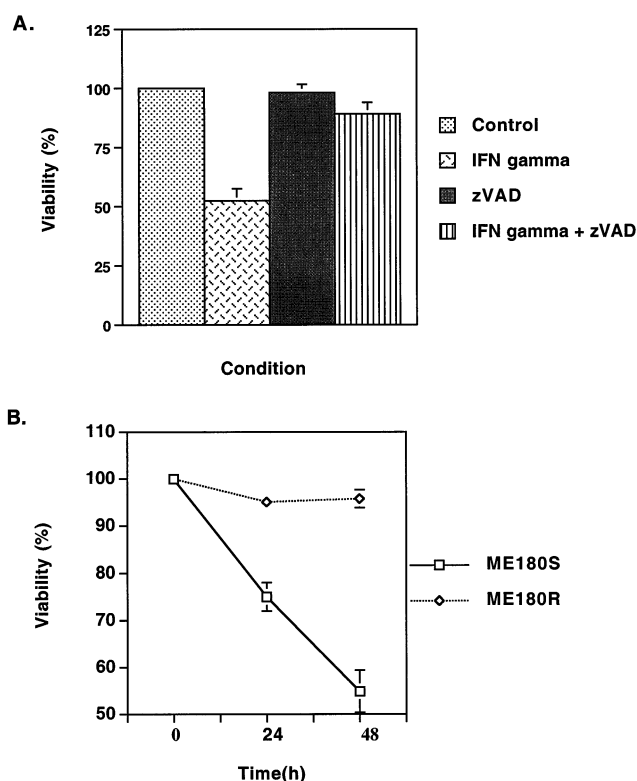 A.
125
100
75
50
25
0
Viability (%)
Condition
Control
IFN gamma
zVAD
IFN gamma + zVAD
B.
110
100
90
80
70
60
50
Viability (%)
0 24 48
Time(h)
ME180S
ME180R